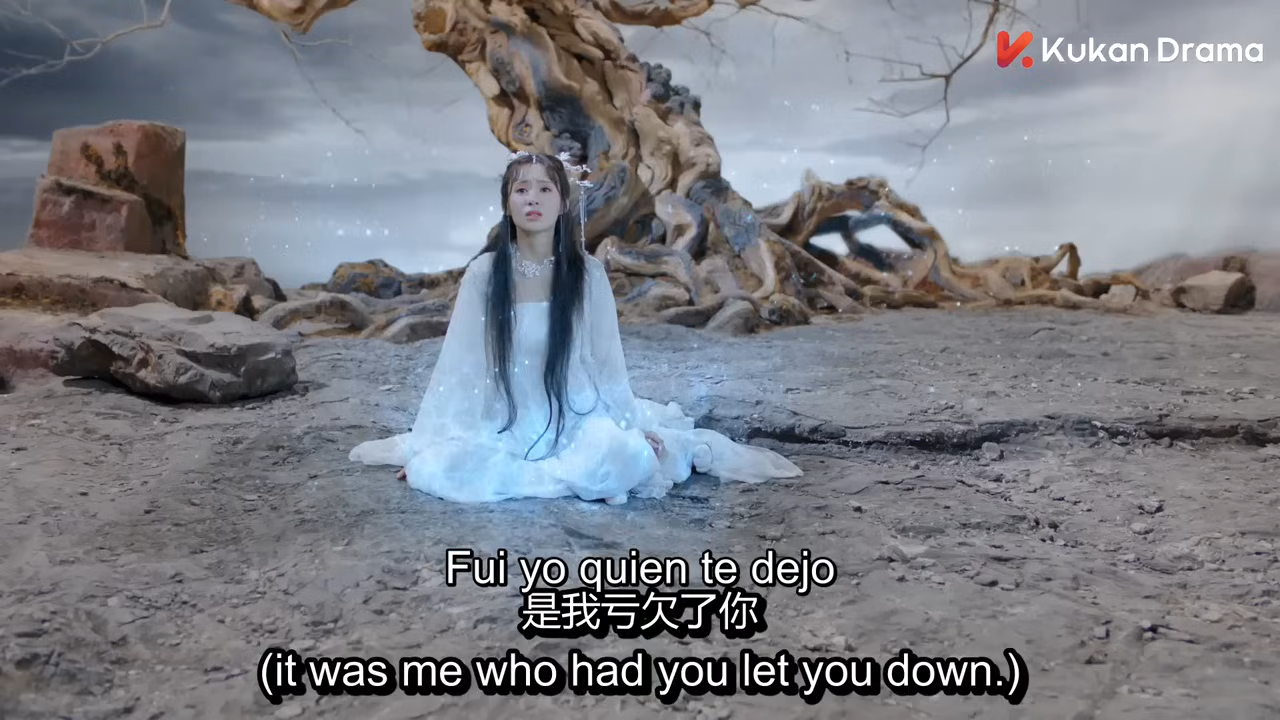 Kukan Drama
Fui yo quien te dejo
是我亏欠了你
(it was me who had you let you down.)